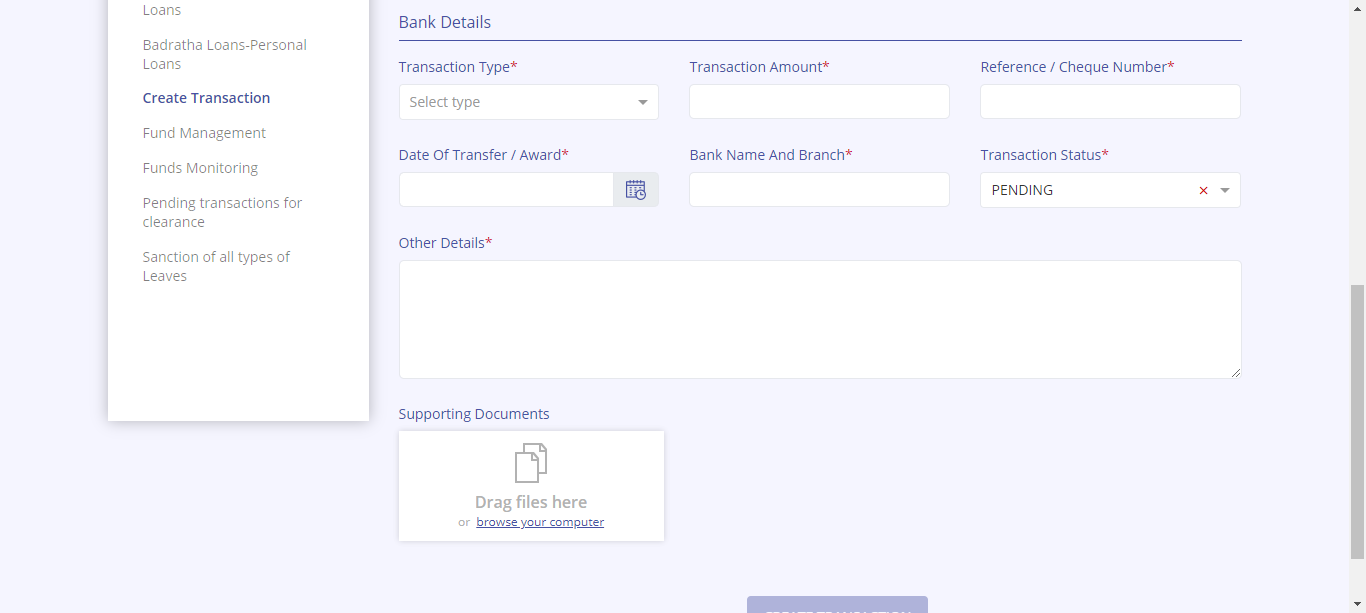 Loans
Badratha Loans-Personal
Loans
Create Transaction
Fund Management
Funds Monitoring
Pending transactions for
clearance
Sanction of all types of
Leaves
Bank Details
Transaction Type* Transaction Amount* Reference / Cheque Number*
Select type
Date Of Transfer / Award* Bank Name And Branch* Transaction Status*
PENDING
Other Details*
Supporting Documents
Drag files here
or browse your computer